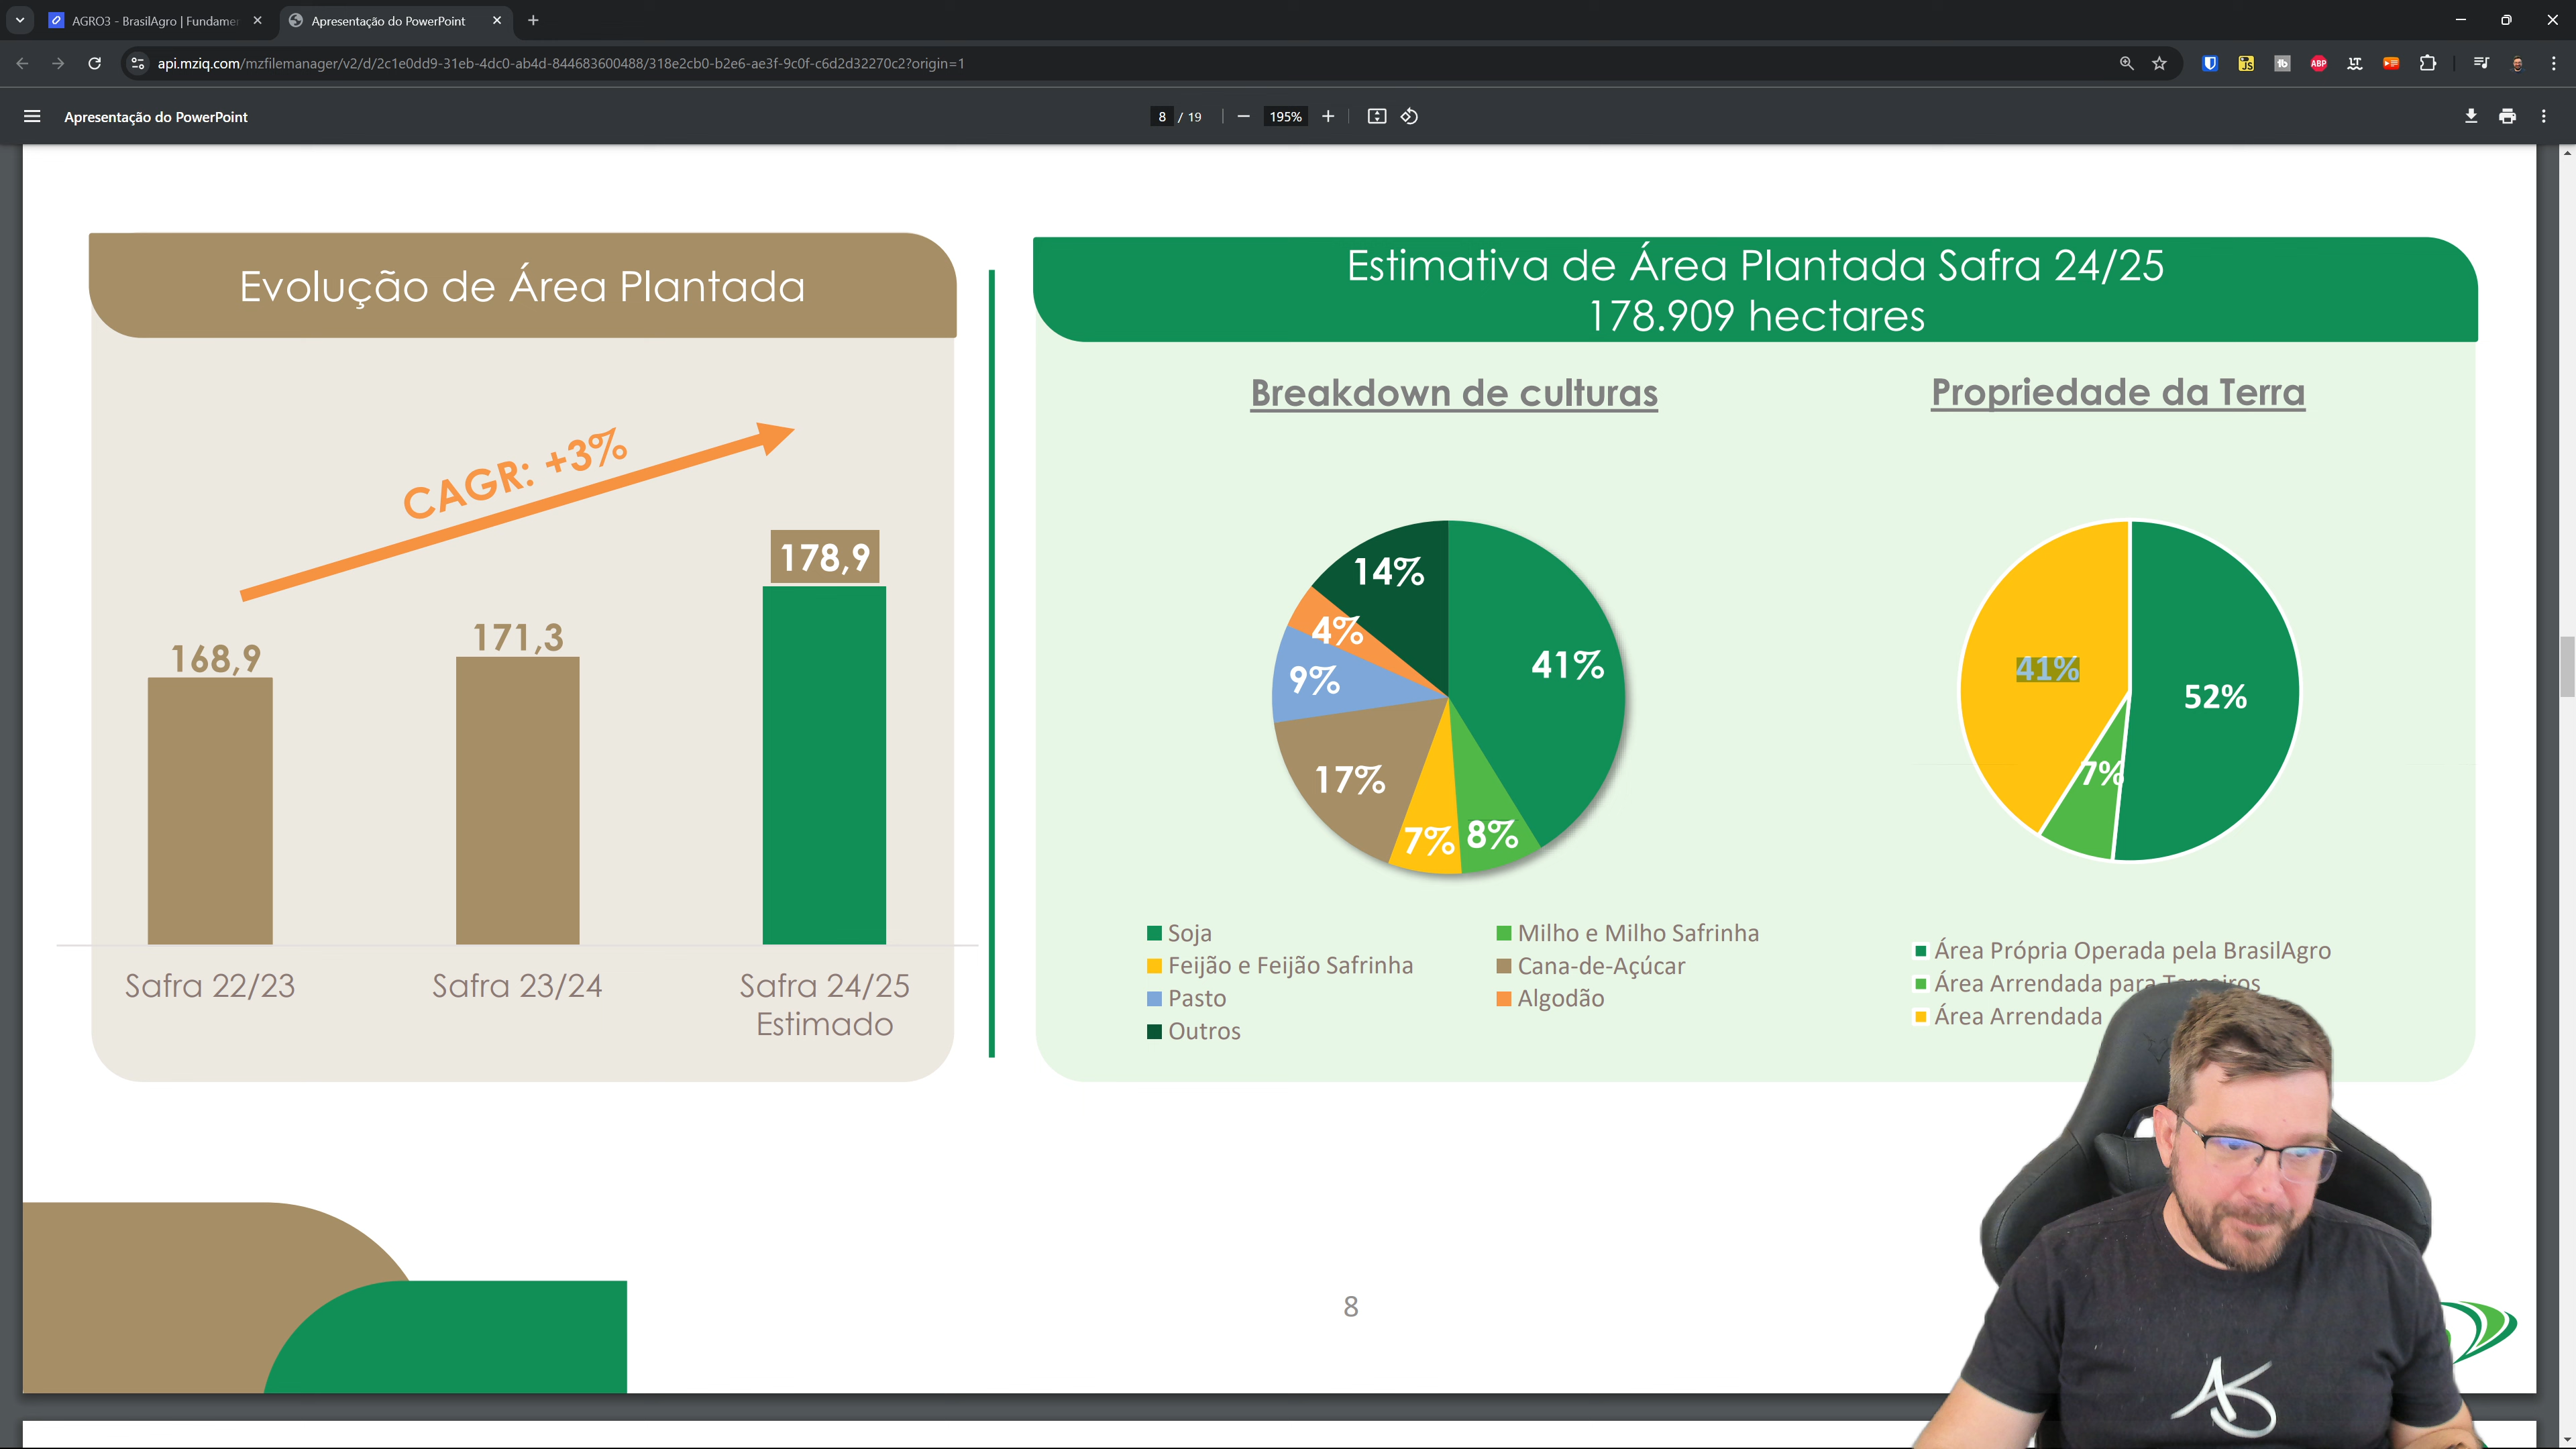 AGRO3 - BrasilAgro | Fundamer
Apresentação do PowerPoint
api.mziq.com/mzfilemanager/v2/d/2c1e0dd9-31eb-4dc0-ab4d-844683600488/318e2cb0-b2e6-ae3f-9c0f-c6d2d32270c2?origin=1
JS
ABP
Apresentação do PowerPoint
8 / 19
195%
Evolução de Área Plantada
CAGR: +3%
168,9
171,3
178,9
Safra 22/23
Safra 23/24
Safra 24/25
Estimado
Estimativa de Área Plantada Safra 24/25
178.909 hectares
Breakdown de culturas
14%
4%
41%
9%
17%
7%
8%
Soja
Milho e Milho Safrinha
Feijão e Feijão Safrinha
Cana-de-Açúcar
Pasto
Algodão
Outros
Propriedade da Terra
41%
52%
7%
Área Própria Operada pela BrasilAgro
Área Arrendada para Terceiros
Área Arrendada
8